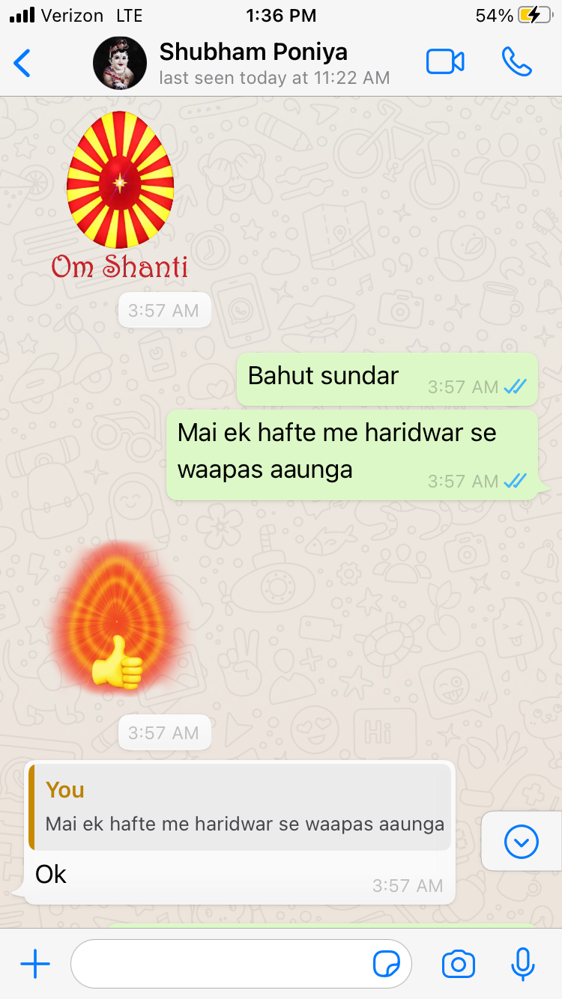 Verizon LTE 1:36 PM 54%
Shubham Poniya
last seen today at 11:22 AM
Om Shanti
3:57 AM
Bahut sundar
3:57 AM
Mai ek hafte me haridwar se
waapas aaunga
3:57 AM
3:57 AM
You
Mai ek hafte me haridwar se waapas aaunga
Ok
3:57 AM
Hi